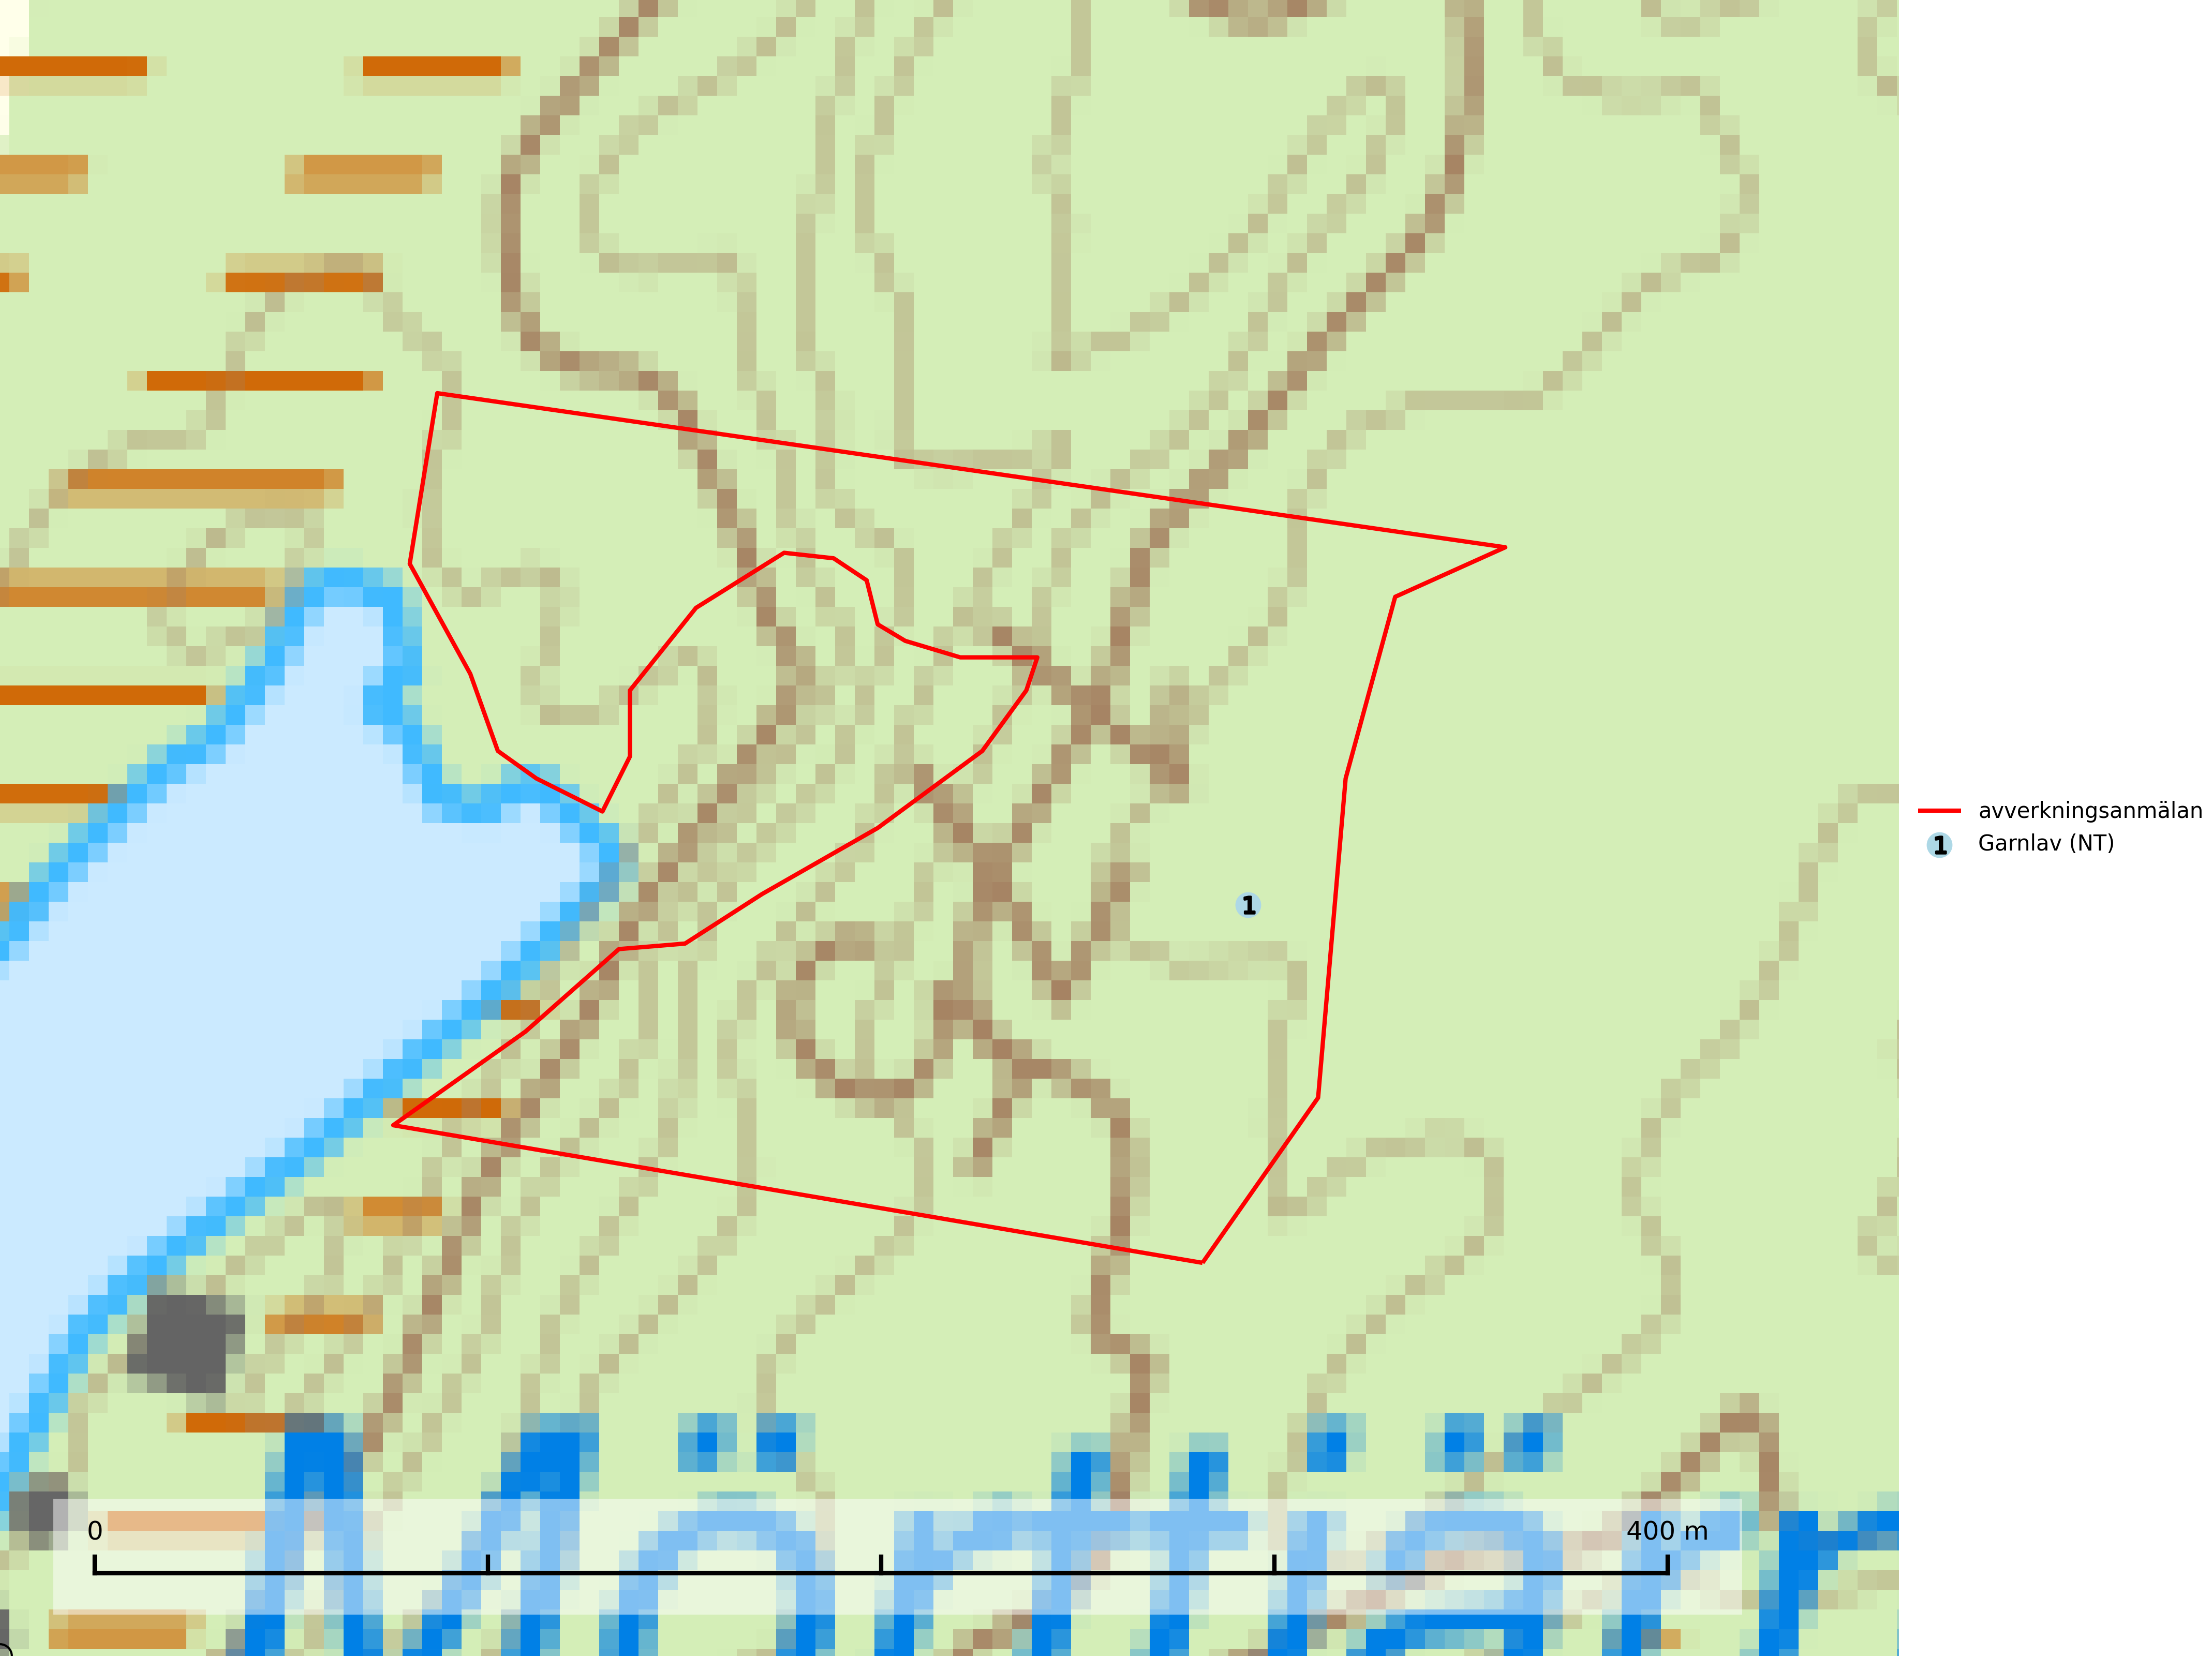 avverkningsanmälan
1 Garnlav (NT)
1
0 400 m